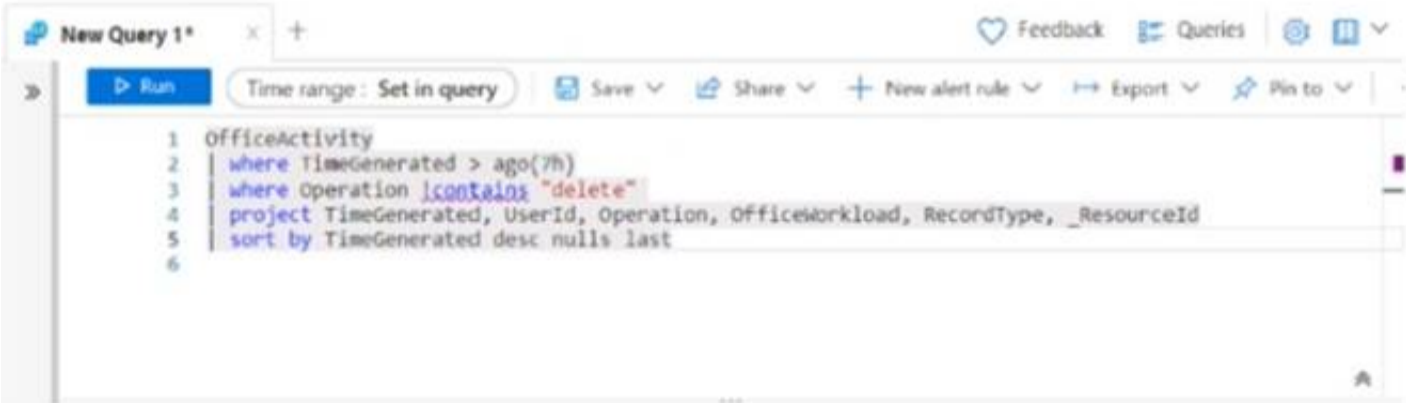 New Query 1* × +
Feedback Queries
Run Time range : Set in query Save Share New alert rule Export Pin to
1 OfficeActivity
2 | where TimeGenerated > ago(7h)
3 | where Operation !contains "delete"
4 | project TimeGenerated, UserId, Operation, OfficeWorkload, RecordType, _ResourceId
5 | sort by TimeGenerated desc nulls last
6